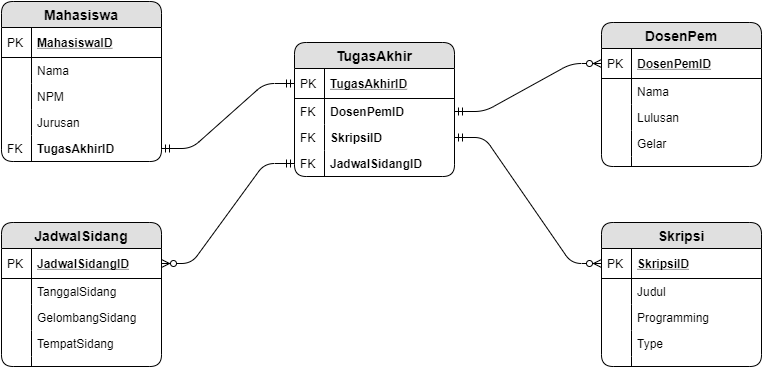 Mahasiswa
PK MahasiswaID
Nama
NPM
Jurusan
FK TugasAkhirID
TugasAkhir
PK TugasAkhirID
FK DosenPemID
FK SkripsiID
FK JadwalSidangID
DosenPem
PK DosenPemID
Nama
Lulusan
Gelar
JadwalSidang
PK JadwalSidangID
TanggalSidang
GelombangSidang
TempatSidang
Skripsi
PK SkripsiID
Judul
Programming
Type